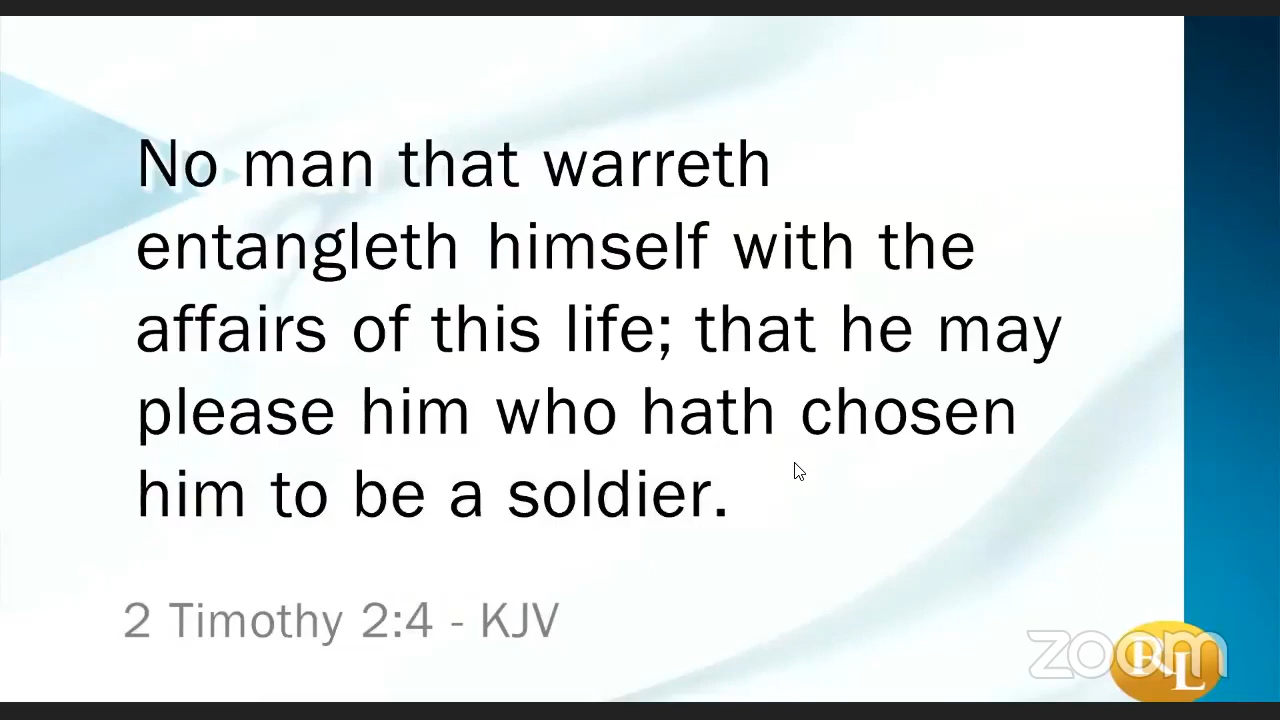 No man that warreth
entangleth himself with the
affairs of this life; that he may
please him who hath chosen
him to be a soldier.
2 Timothy 2:4 - KJV
zoom
RL